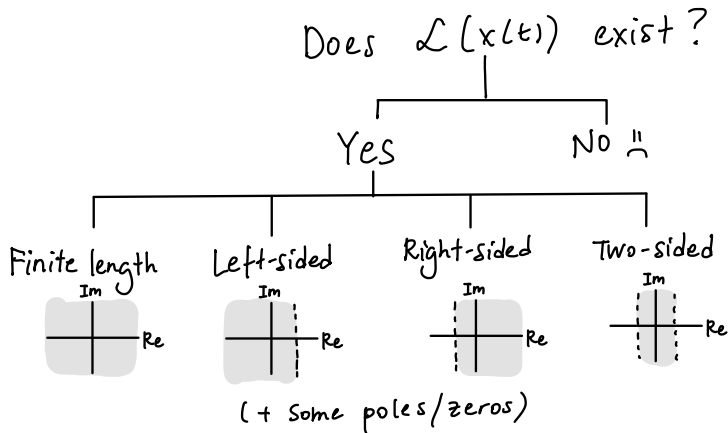 Does ℒ(x(t)) exist?
Yes
No
Finite length
Left-sided
Right-sided
Two-sided
Im
Re
Im
Re
Im
Re
Im
Re
(+ some poles/zeros)